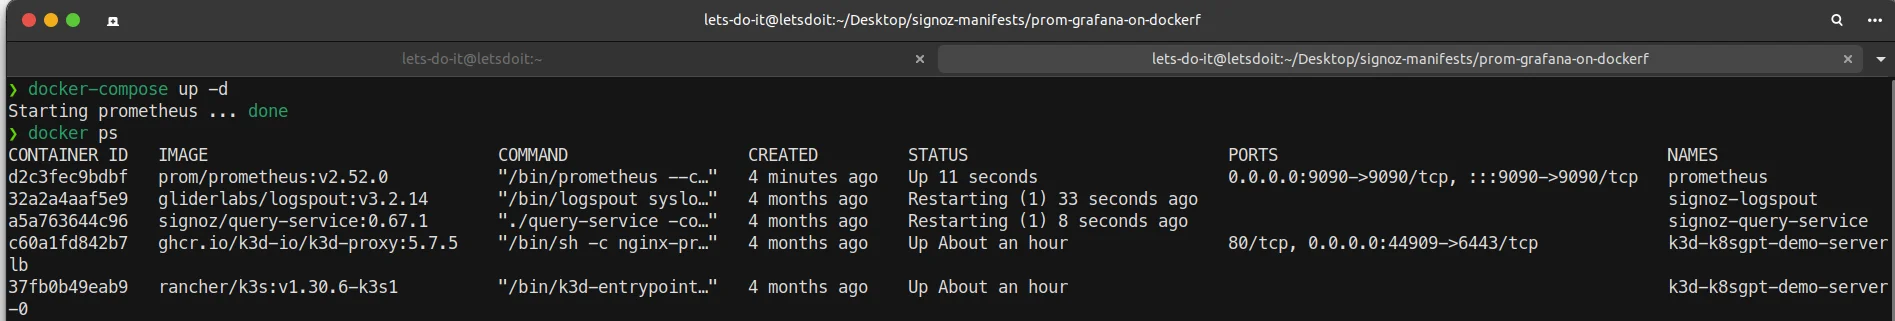 lets-do-it@letsdoit:~/Desktop/signoz-manifests/prom-grafana-on-dockerf
lets-do-it@letsdoit:~ lets-do-it@letsdoit:~/Desktop/signoz-manifests/prom-grafana-on-dockerf
❯ docker-compose up -d
Starting prometheus ... done
❯ docker ps
CONTAINER ID   IMAGE                             COMMAND                  CREATED         STATUS                          PORTS                                       NAMES
d2c3fec9bdbf   prom/prometheus:v2.52.0           "/bin/prometheus --c…"   4 minutes ago   Up 11 seconds                   0.0.0.0:9090->9090/tcp, :::9090->9090/tcp   prometheus
32a2a4aaf5e9   gliderlabs/logspout:v3.2.14       "/bin/logspout syslo…"   4 months ago    Restarting (1) 33 seconds ago                                               signoz-logspout
a5a763644c96   signoz/query-service:0.67.1       "./query-service -co…"   4 months ago    Restarting (1) 8 seconds ago                                                signoz-query-service
c60a1fd842b7   ghcr.io/k3d-io/k3d-proxy:5.7.5    "/bin/sh -c nginx-pr…"   4 months ago    Up About an hour                80/tcp, 0.0.0.0:44909->6443/tcp             k3d-k8sgpt-demo-server
lb
37fb0b49eab9   rancher/k3s:v1.30.6-k3s1          "/bin/k3d-entrypoint…"   4 months ago    Up About an hour                                                            k3d-k8sgpt-demo-server
-0